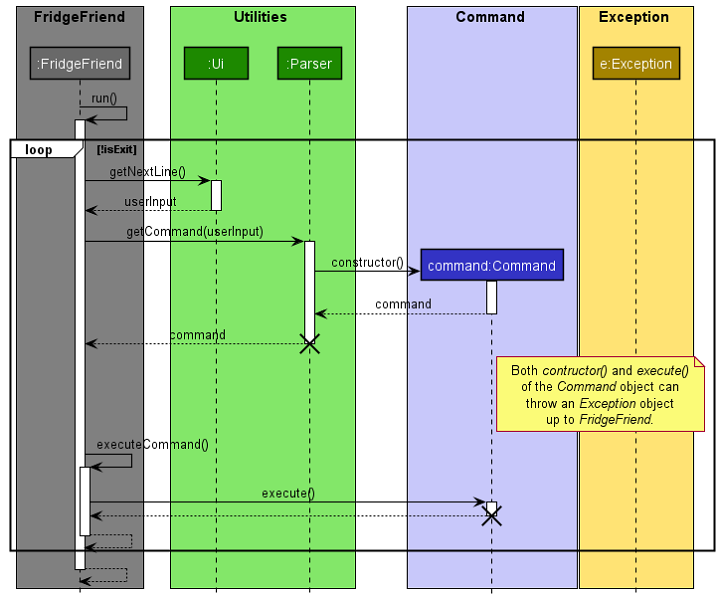 FridgeFriend
Utilities
Command
Exception
:FridgeFriend
:Ui
:Parser
e:Exception
run()
loop
[!isExit]
getNextLine()
userInput
getCommand(userInput)
constructor()
command:Command
command
command
Both contructor() and execute()
of the Command object can
throw an Exception object
up to FridgeFriend.
executeCommand()
execute()